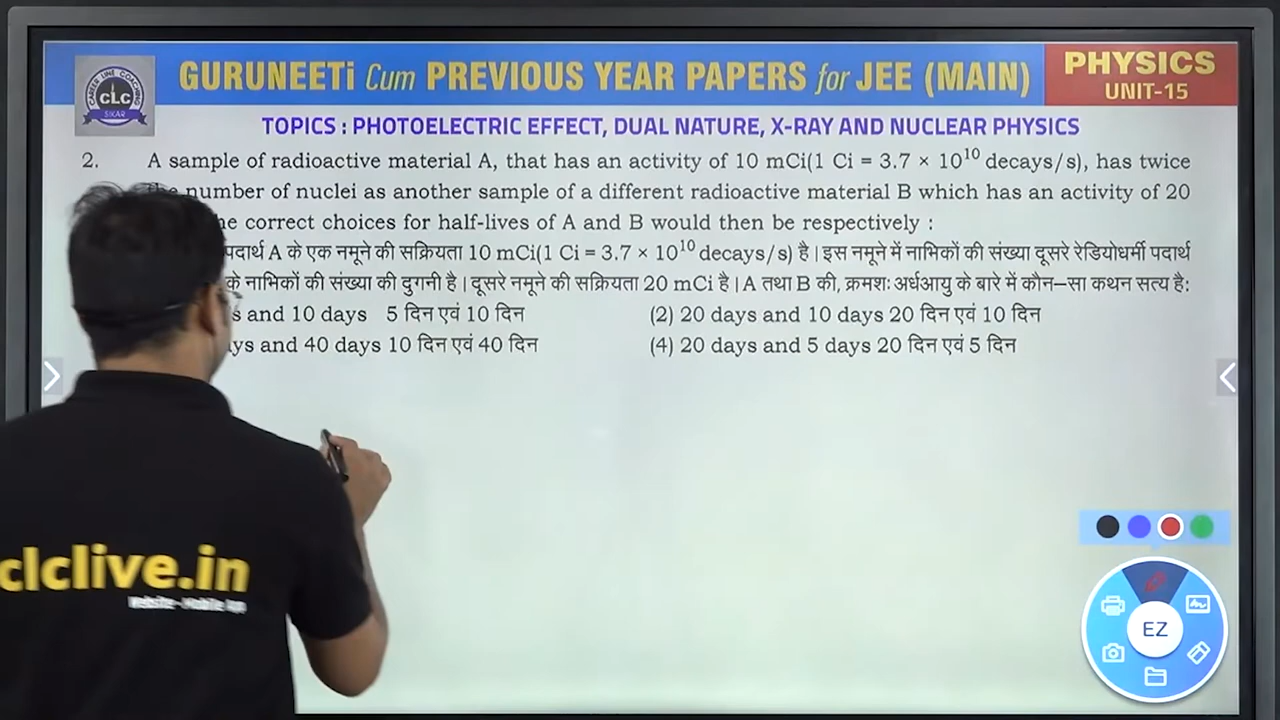 GURUNEETi Cum PREVIOUS YEAR PAPERS for JEE (MAIN)
PHYSICS
UNIT-15
CAREER LINE COACHING
CLC
SIKAR
TOPICS : PHOTOELECTRIC EFFECT, DUAL NATURE, X-RAY AND NUCLEAR PHYSICS
2. A sample of radioactive material A, that has an activity of 10 mCi(1 Ci = 3.7 × 10¹⁰ decays/s), has twice
number of nuclei as another sample of a different radioactive material B which has an activity of 20
correct choices for half-lives of A and B would then be respectively :
पदार्थ A के एक नमूने की सक्रियता 10 mCi(1 Ci = 3.7 × 10¹⁰ decays/s) है। इस नमूने में नाभिकों की संख्या दूसरे रेडियोधर्मी पदार्थ
के नाभिकों की संख्या की दुगनी है। दूसरे नमूने की सक्रियता 20 mCi है। A तथा B की, क्रमशः अर्धआयु के बारे में कौन–सा कथन सत्य है:
and 10 days 5 दिन एवं 10 दिन (2) 20 days and 10 days 20 दिन एवं 10 दिन
and 40 days 10 दिन एवं 40 दिन (4) 20 days and 5 days 20 दिन एवं 5 दिन
clclive.in
Website - Mobile App
EZ